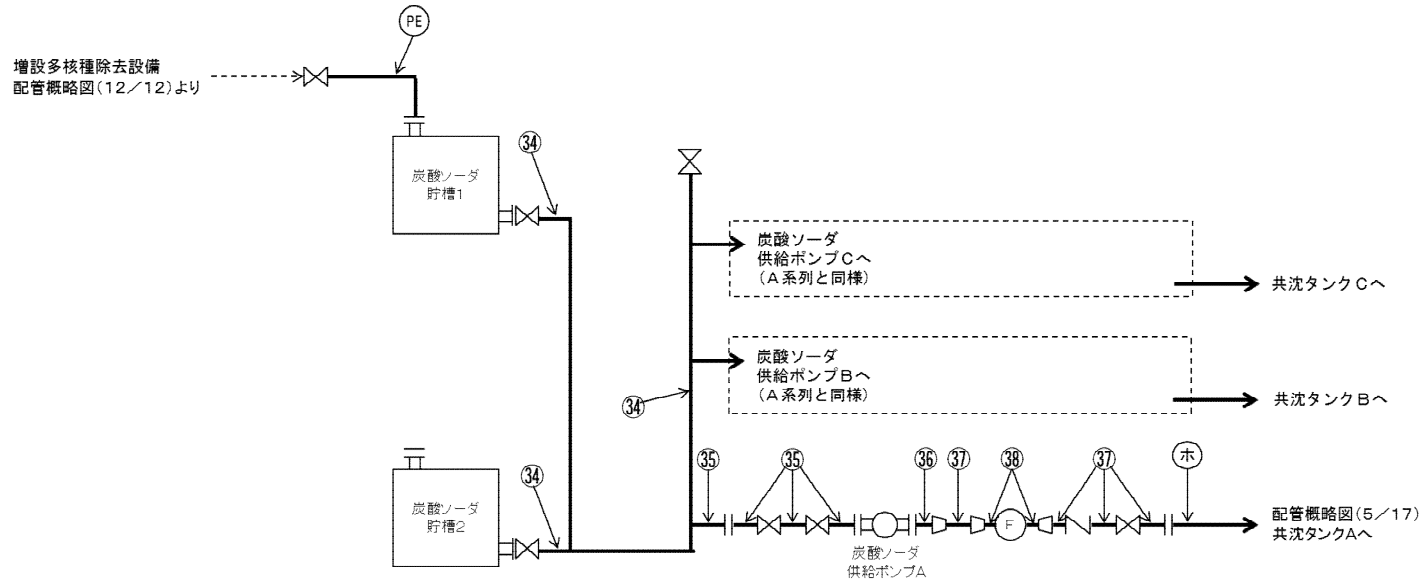 PE
増設多核種除去設備
配管概略図(12／12)より
㉞
炭酸ソーダ
貯槽1
炭酸ソーダ
供給ポンプCへ
(A系列と同様)
共沈タンクCへ
炭酸ソーダ
供給ポンプBへ
(A系列と同様)
共沈タンクBへ
㉞
㉞
炭酸ソーダ
貯槽2
㉟
㉟
㊱
㊲
㊳
㊲
ホ
F
炭酸ソーダ
供給ポンプA
配管概略図(5／17)
共沈タンクAへ